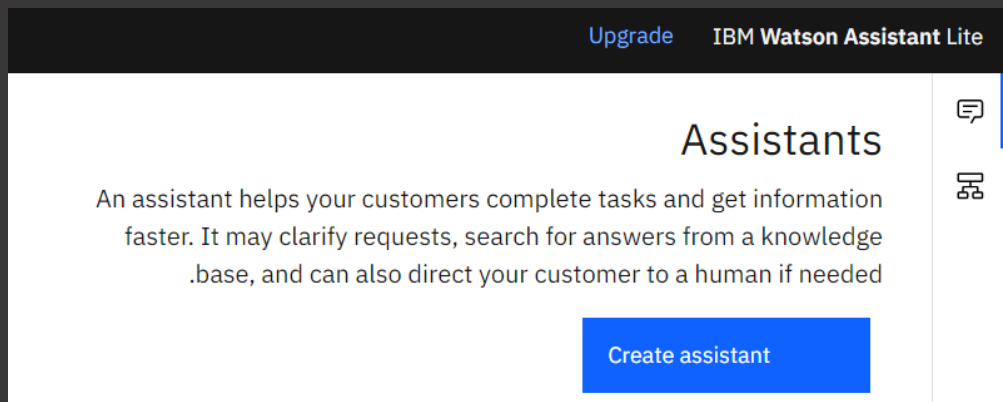 Upgrade IBM Watson Assistant Lite
Assistants
An assistant helps your customers complete tasks and get information
faster. It may clarify requests, search for answers from a knowledge
.base, and can also direct your customer to a human if needed
Create assistant